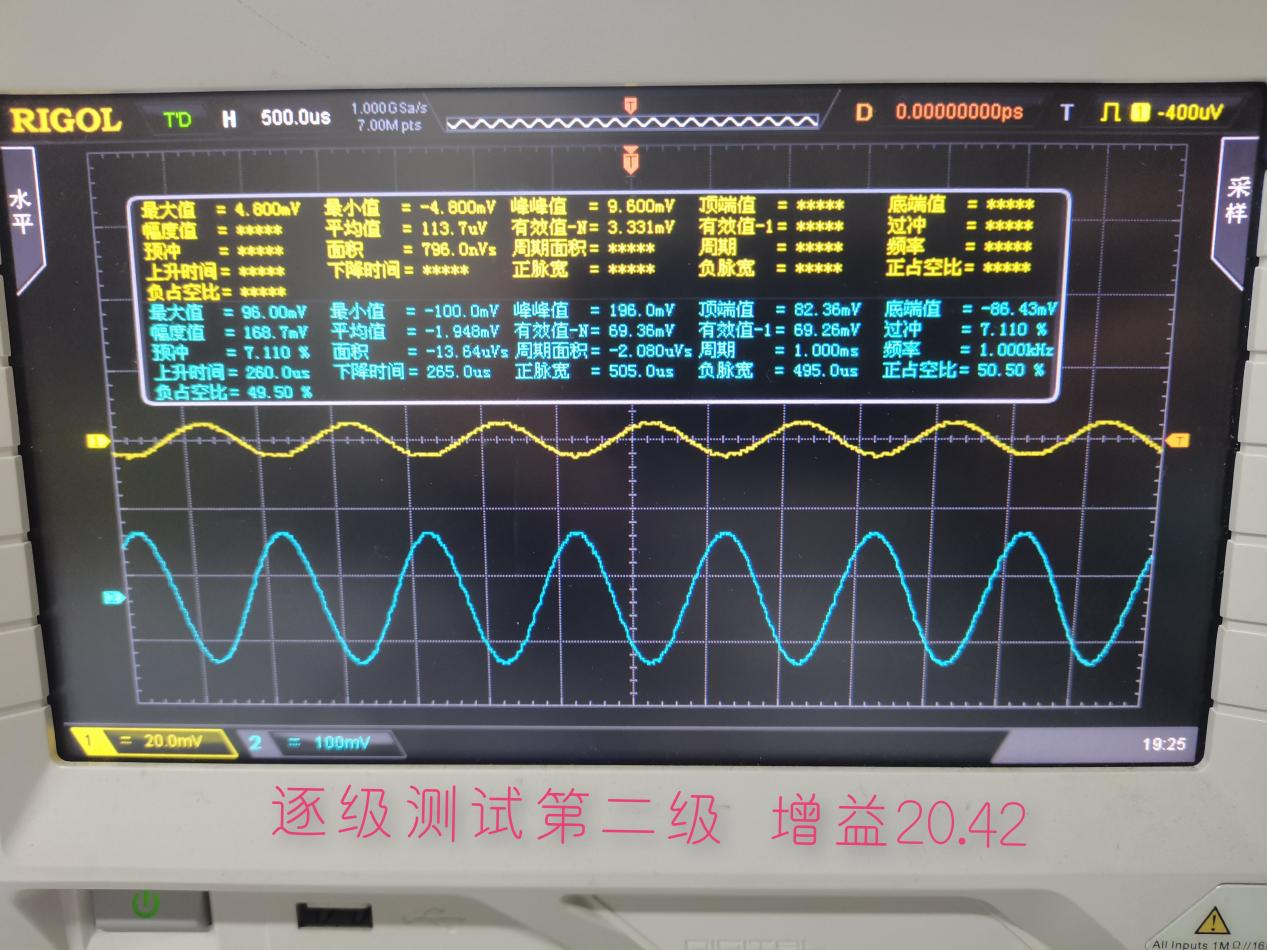 RIGOL T'D H 500.0us 1.000GSa/s 7.00M pts D 0.00000000ps T 1 -400uV
水平
采样
最大值 = 4.800mV 最小值 = -4.800mV 峰峰值 = 9.600mV 顶端值 = ***** 底端值 = *****
幅度值 = ***** 平均值 = 113.7uV 有效值-N= 3.331mV 有效值-1= ***** 过冲 = *****
预冲 = ***** 面积 = 796.0nVs 周期面积= ***** 周期 = ***** 频率 = *****
上升时间= ***** 下降时间= ***** 正脉宽 = ***** 负脉宽 = ***** 正占空比= *****
负占空比= *****
最大值 = 96.00mV 最小值 = -100.0mV 峰峰值 = 196.0mV 顶端值 = 82.36mV 底端值 = -86.43mV
幅度值 = 168.7mV 平均值 = -1.948mV 有效值-N= 69.36mV 有效值-1= 69.26mV 过冲 = 7.110 %
预冲 = 7.110 % 面积 = -13.64uVs 周期面积= -2.080uVs 周期 = 1.000ms 频率 = 1.000kHz
上升时间= 260.0us 下降时间= 265.0us 正脉宽 = 505.0us 负脉宽 = 495.0us 正占空比= 50.50 %
负占空比= 49.50 %
1 = 20.0mV 2 = 100mV 19:25
逐级测试第二级 增益20.42
All Inputs 1MΩ//16